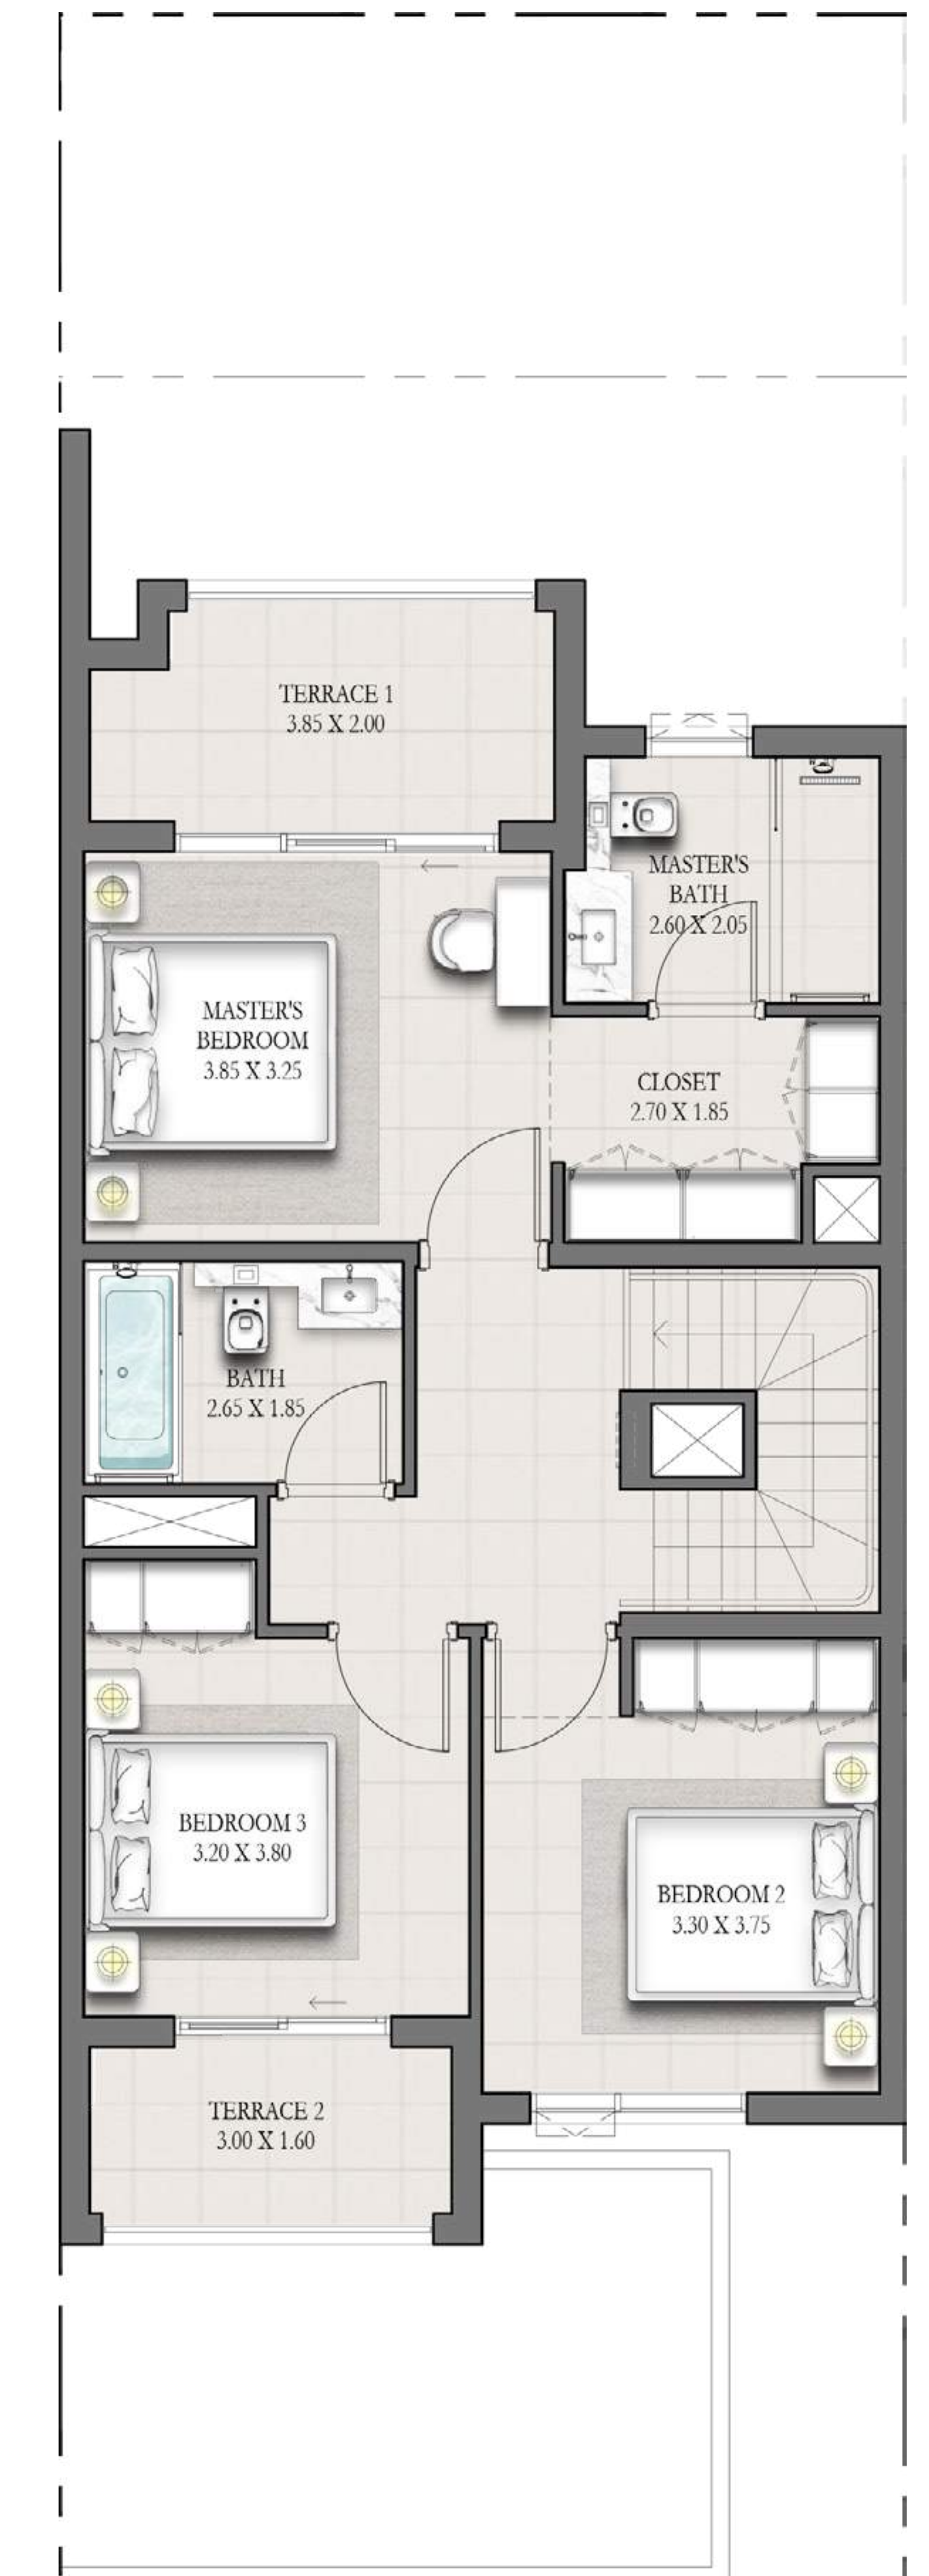 TERRACE 1
3.85 X 2.00
MASTER'S
BATH
2.60 X 2.05
MASTER'S
BEDROOM
3.85 X 3.25
CLOSET
2.70 X 1.85
BATH
2.65 X 1.85
BEDROOM 3
3.20 X 3.80
BEDROOM 2
3.30 X 3.75
TERRACE 2
3.00 X 1.60